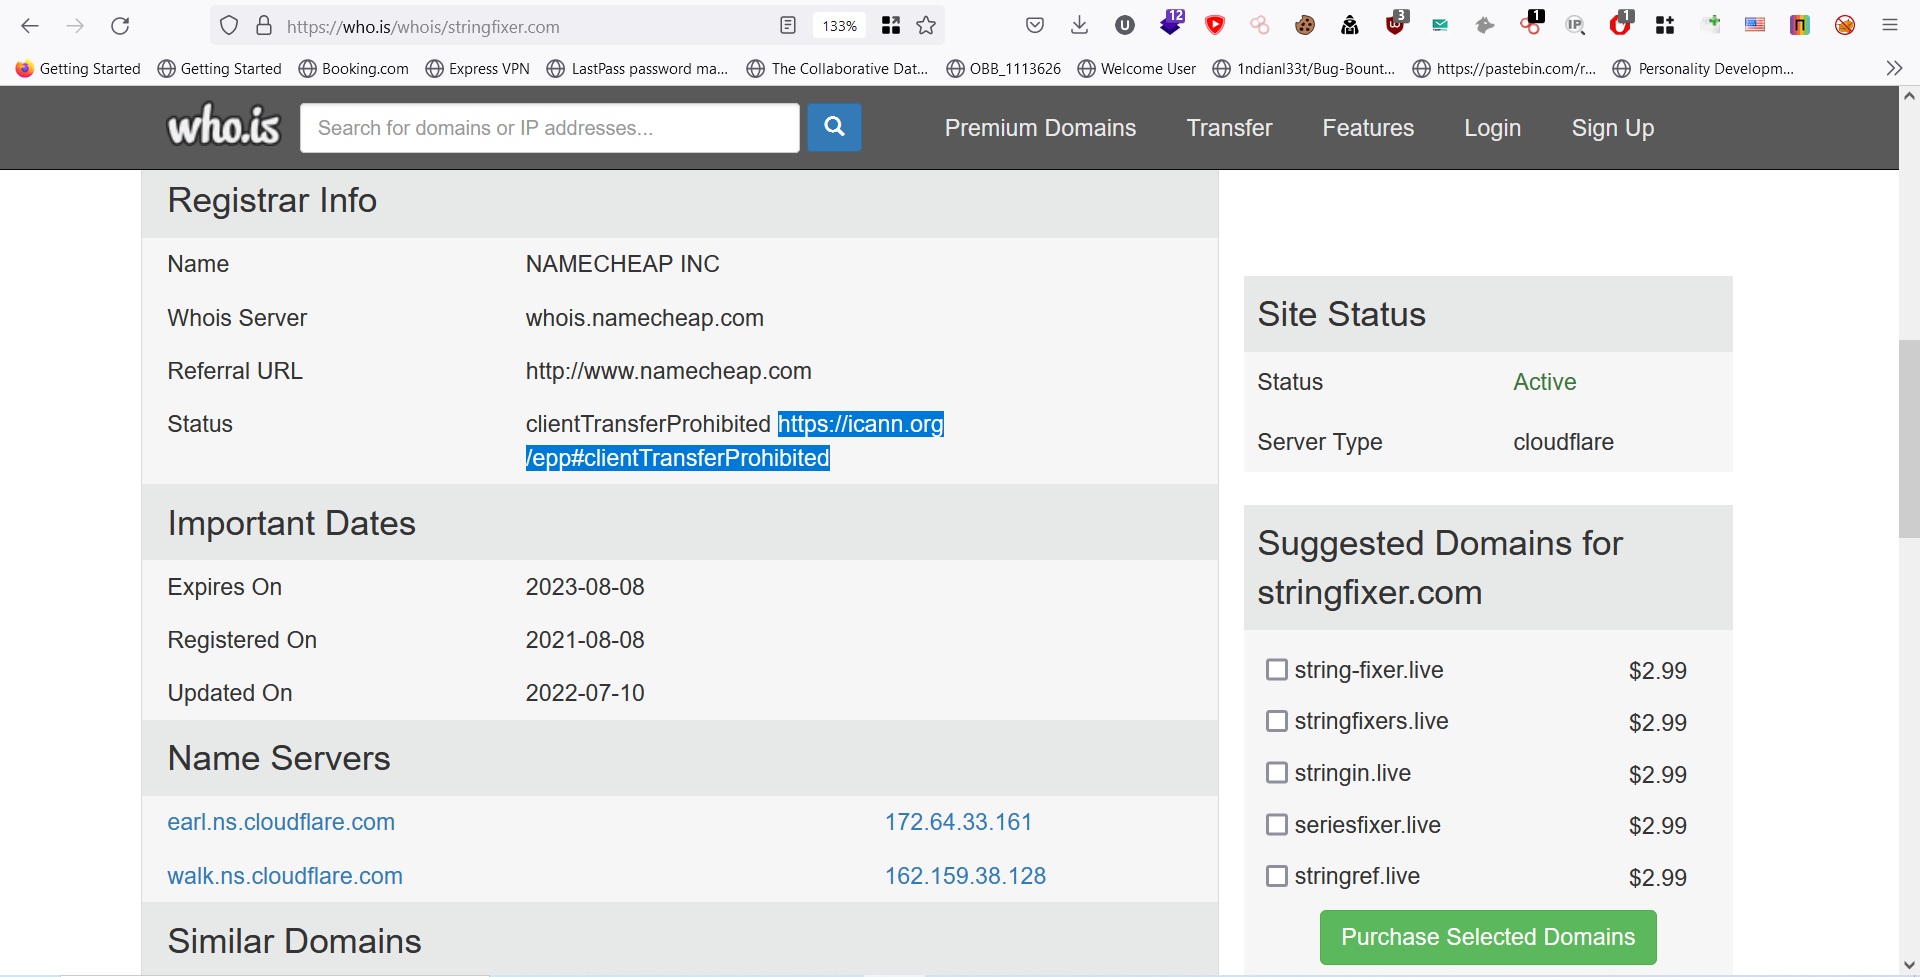 https://who.is/whois/stringfixer.com
133%
12
3
1
IP
1
Getting Started
Getting Started
Booking.com
Express VPN
LastPass password ma...
The Collaborative Dat...
OBB_1113626
Welcome User
1ndianl33t/Bug-Bount...
https://pastebin.com/r...
Personality Developm...
who.is
Search for domains or IP addresses...
Premium Domains
Transfer
Features
Login
Sign Up
Registrar Info
Name NAMECHEAP INC
Whois Server whois.namecheap.com
Referral URL http://www.namecheap.com
Status clientTransferProhibited https://icann.org
/epp#clientTransferProhibited
Important Dates
Expires On 2023-08-08
Registered On 2021-08-08
Updated On 2022-07-10
Name Servers
earl.ns.cloudflare.com 172.64.33.161
walk.ns.cloudflare.com 162.159.38.128
Similar Domains
Site Status
Status Active
Server Type cloudflare
Suggested Domains for
stringfixer.com
string-fixer.live $2.99
stringfixers.live $2.99
stringin.live $2.99
seriesfixer.live $2.99
stringref.live $2.99
Purchase Selected Domains